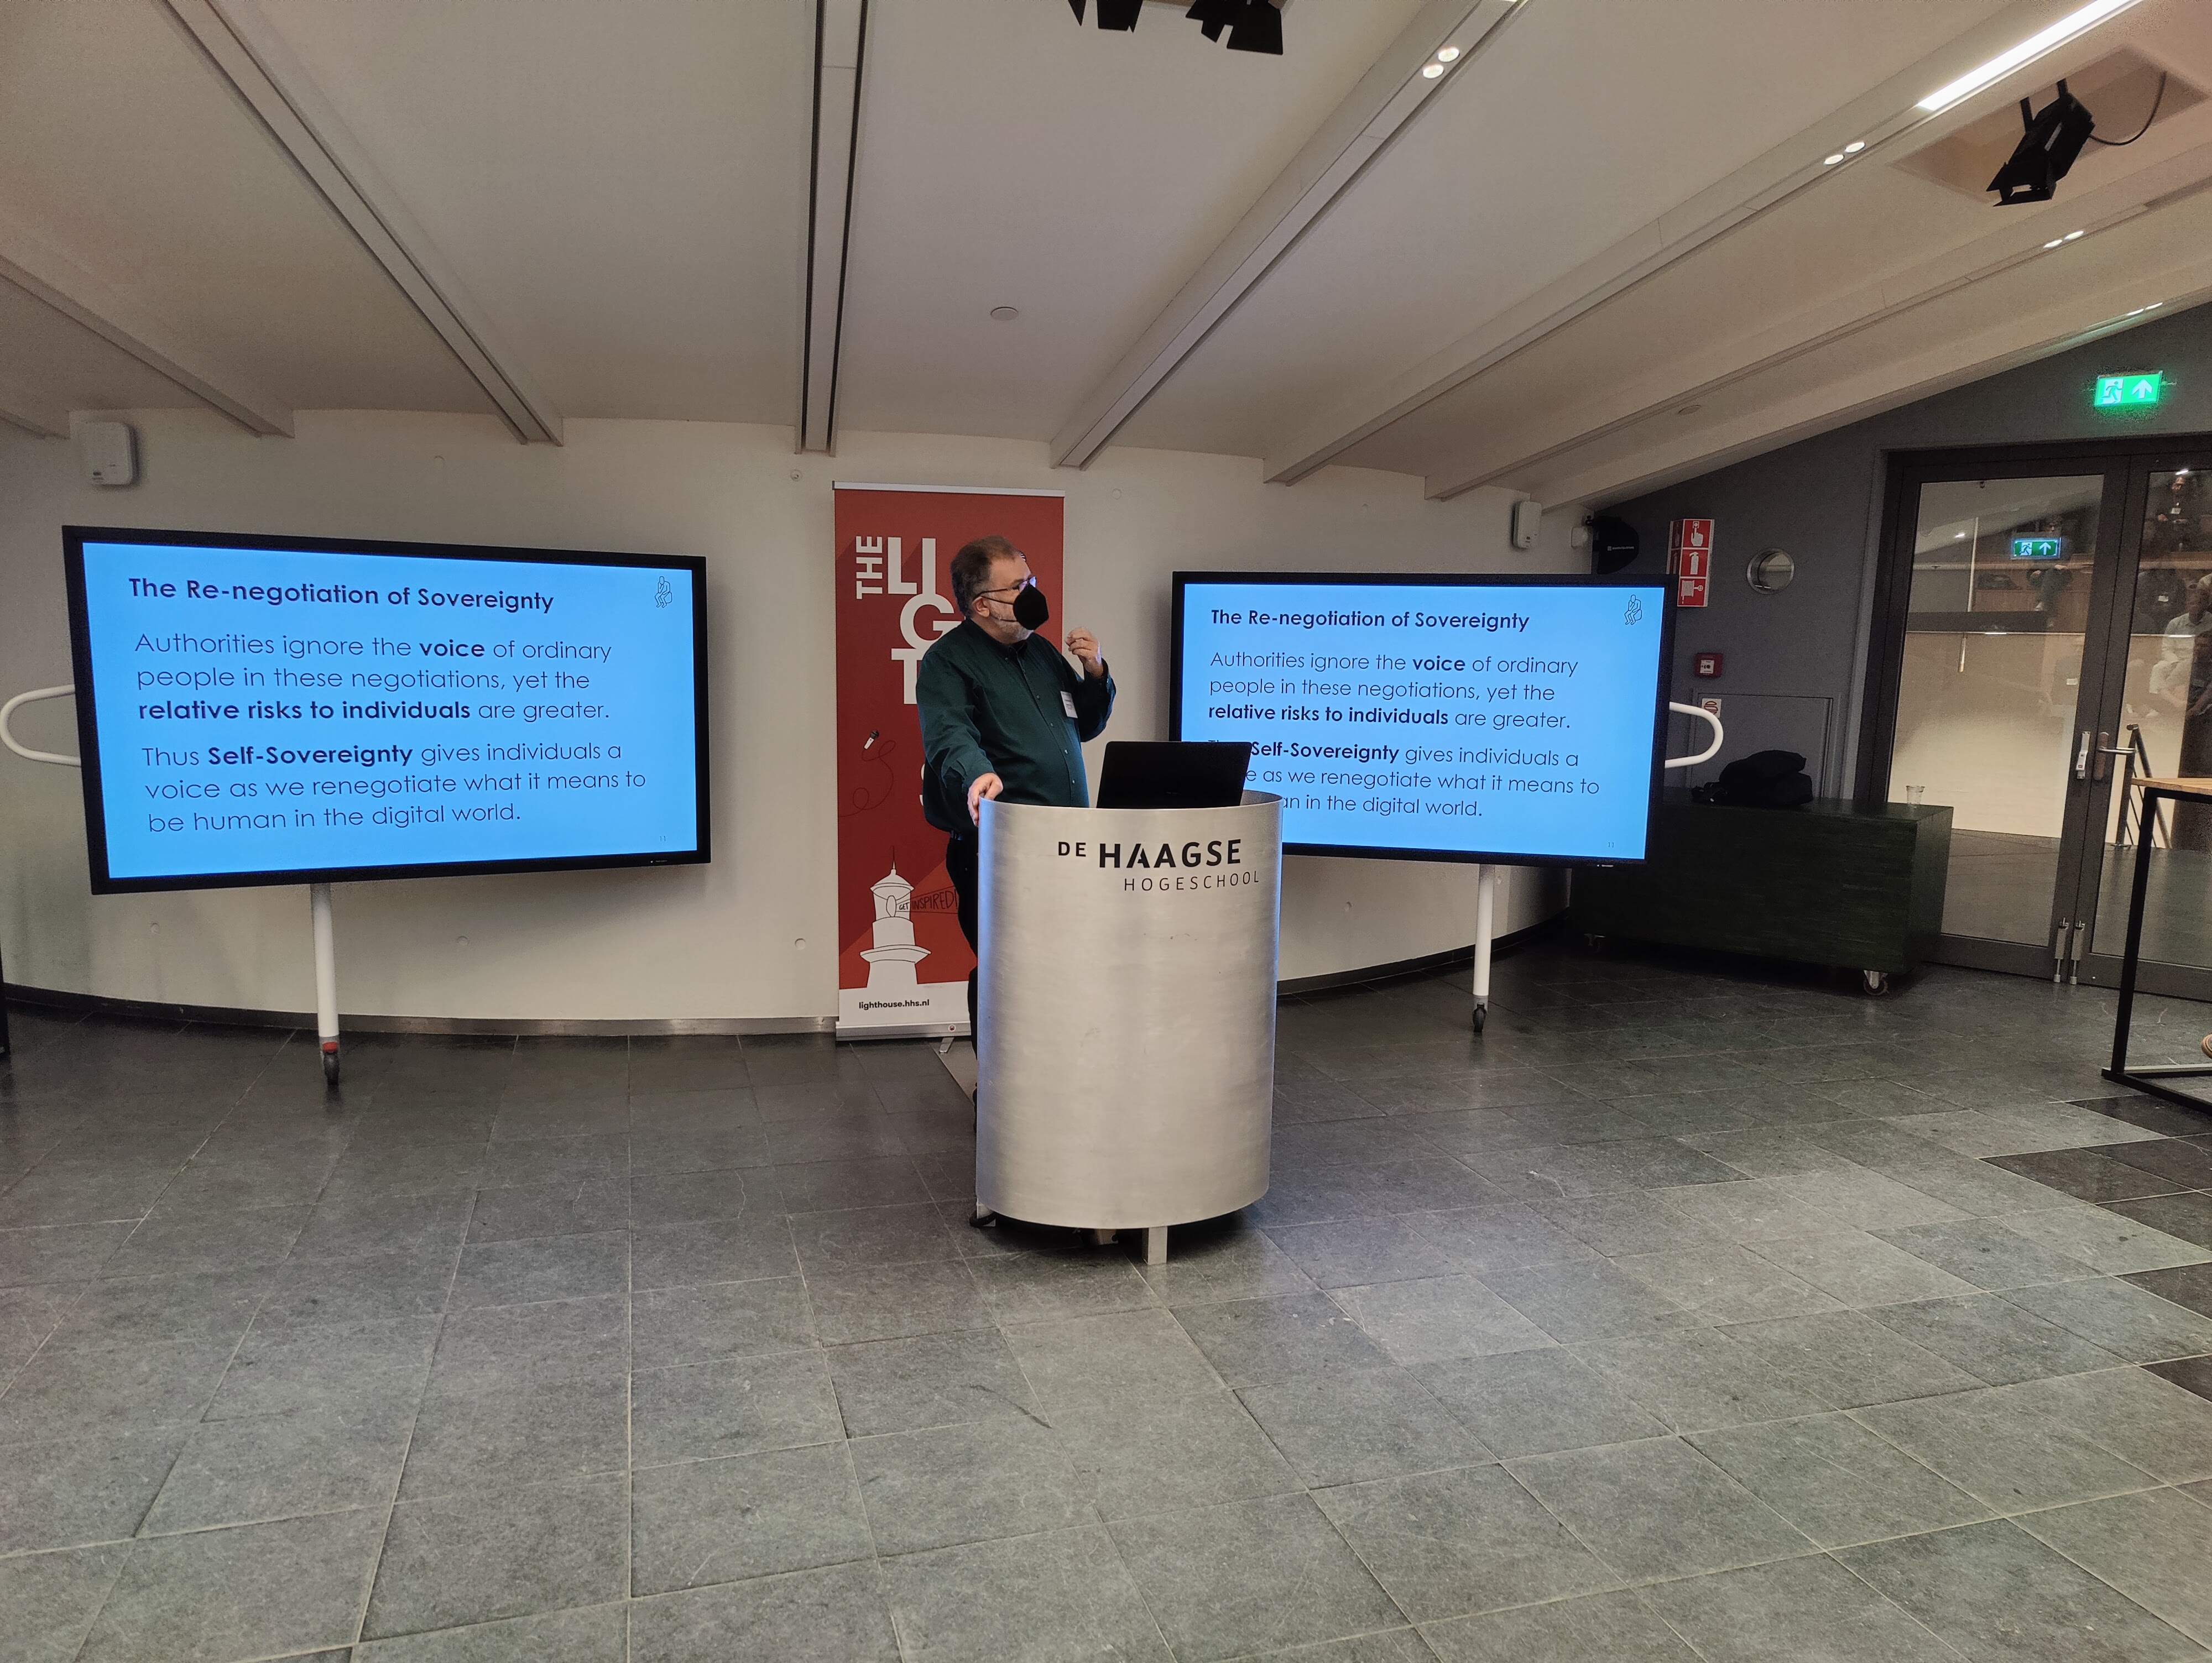 The Re-negotiation of Sovereignty
Authorities ignore the voice of ordinary
people in these negotiations, yet the
relative risks to individuals are greater.
Thus Self-Sovereignty gives individuals a
voice as we renegotiate what it means to
be human in the digital world.
11
THE
LI
G
T
GET INSPIRED!
lighthouse.hhs.nl
DE HAAGSE
HOGESCHOOL
The Re-negotiation of Sovereignty
Authorities ignore the voice of ordinary
people in these negotiations, yet the
relative risks to individuals are greater.
Self-Sovereignty gives individuals a
as we renegotiate what it means to
in the digital world.
11